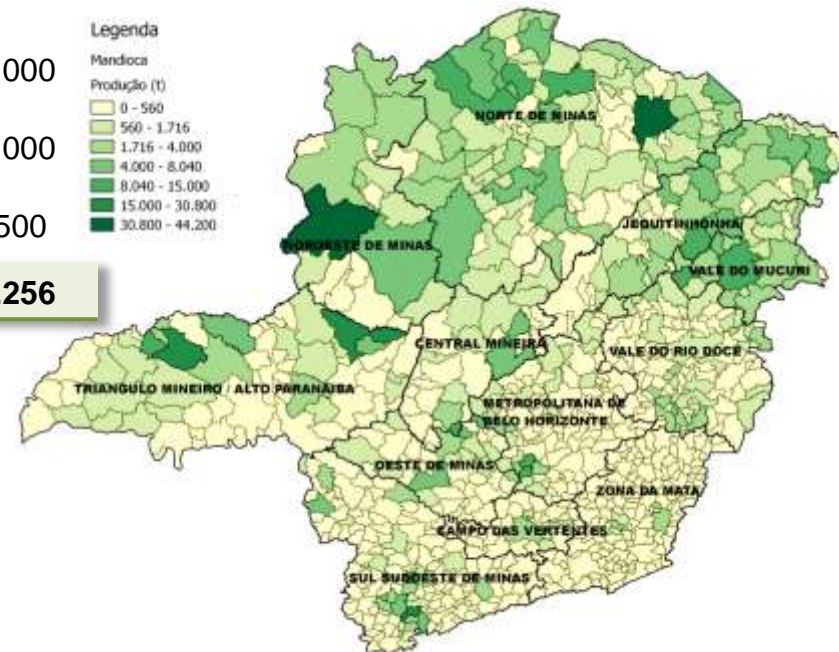 Legenda
Mandioca
Produção (t)
0 - 560
560 - 1.716
1.716 - 4.000
4.000 - 8.040
8.040 - 15.000
15.000 - 30.800
30.800 - 44.200
000
000
500
256
NORTE DE MINAS
JEQUITINHONHA
NOROESTE DE MINAS
VALE DO MUCURI
CENTRAL MINEIRA
VALE DO RIO DOCE
TRIANGULO MINEIRO / ALTO PARANAIBA
METROPOLITANA DE
BELO HORIZONTE
OESTE DE MINAS
ZONA DA MATA
CAMPO DAS VERTENTES
SUL SUDOESTE DE MINAS